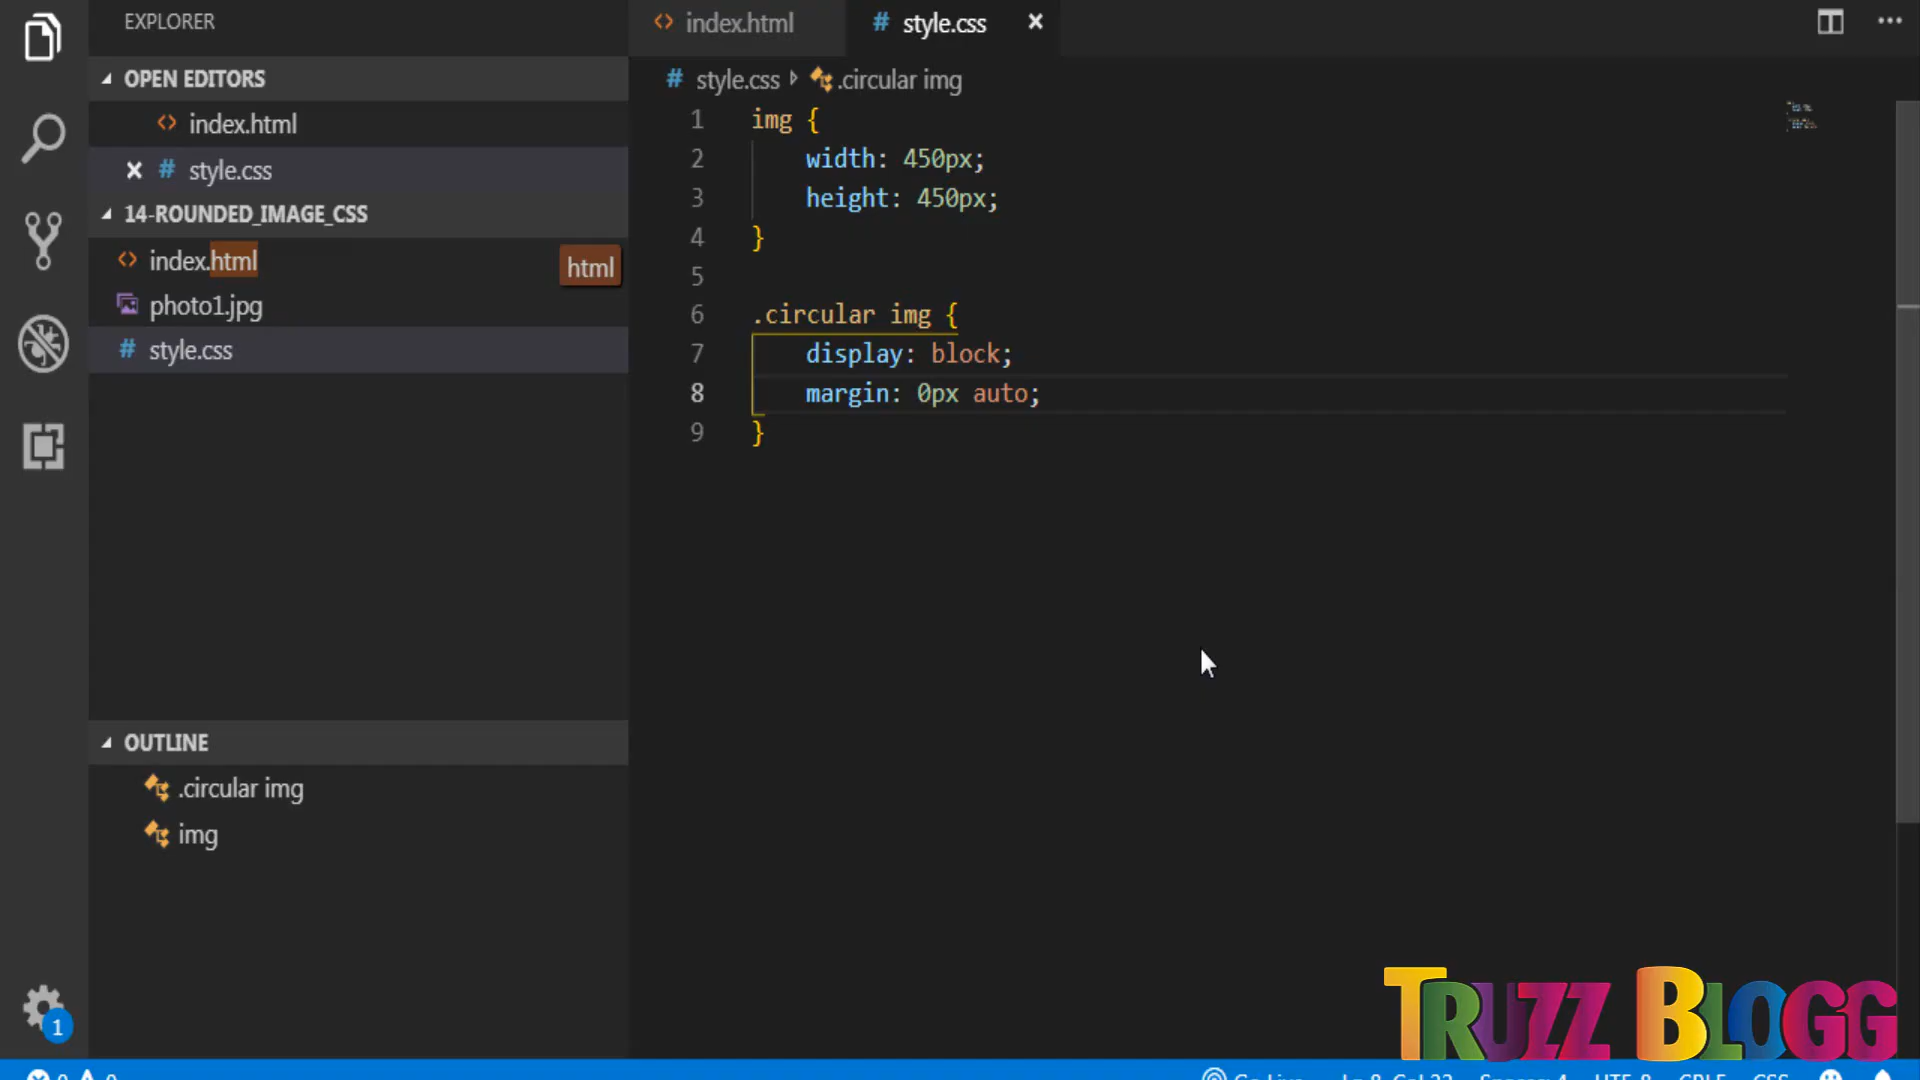 EXPLORER
OPEN EDITORS
index.html
style.css
14-ROUNDED_IMAGE_CSS
index.html
html
photo1.jpg
style.css
OUTLINE
.circular img
img
1
index.html
style.css
style.css
.circular img
1 img {
2 width: 450px;
3 height: 450px;
4 }
5
6 .circular img {
7 display: block;
8 margin: 0px auto;
9 }
TRUZZ BLOGG